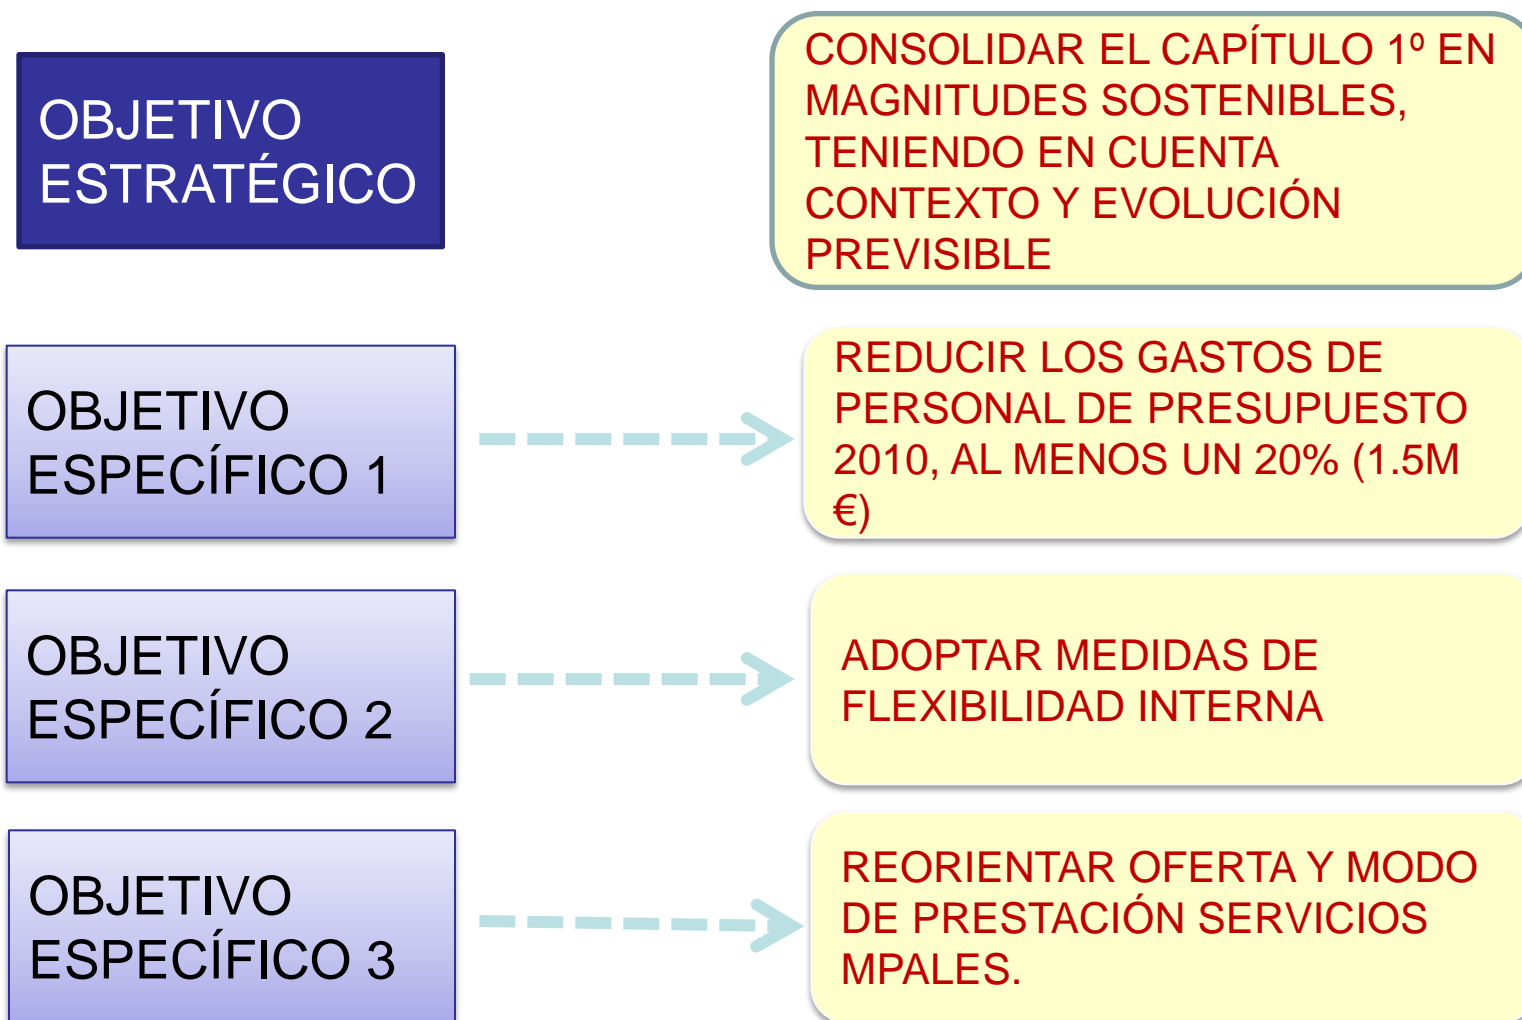 OBJETIVO
ESTRATÉGICO
CONSOLIDAR EL CAPÍTULO 1º EN
MAGNITUDES SOSTENIBLES,
TENIENDO EN CUENTA
CONTEXTO Y EVOLUCIÓN
PREVISIBLE
OBJETIVO
ESPECÍFICO 1
REDUCIR LOS GASTOS DE
PERSONAL DE PRESUPUESTO
2010, AL MENOS UN 20% (1.5M
€)
OBJETIVO
ESPECÍFICO 2
ADOPTAR MEDIDAS DE
FLEXIBILIDAD INTERNA
OBJETIVO
ESPECÍFICO 3
REORIENTAR OFERTA Y MODO
DE PRESTACIÓN SERVICIOS
MPALES.